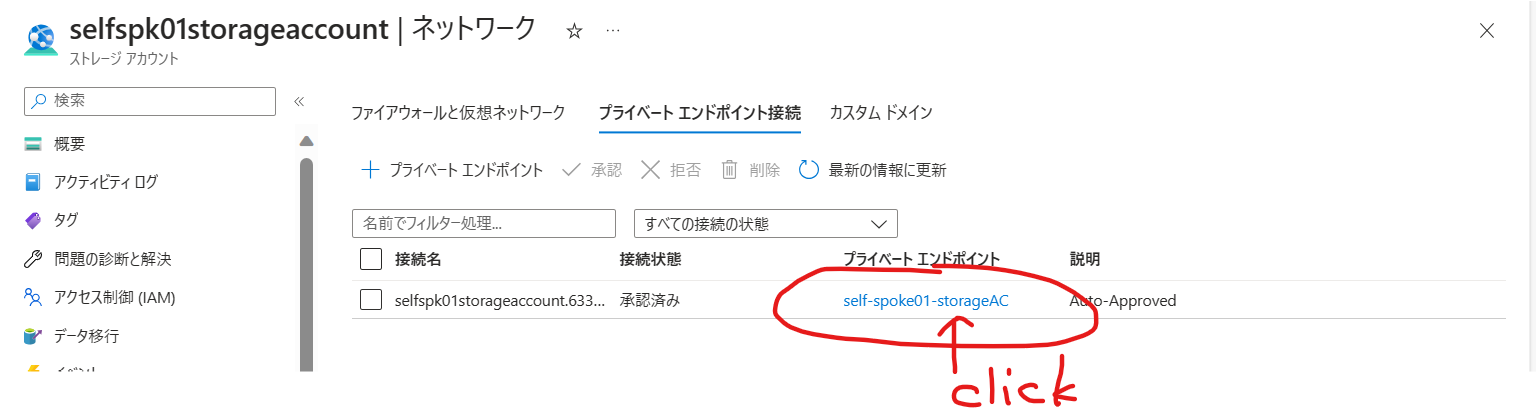 selfspk01storageaccount | ネットワーク ☆ …
ストレージ アカウント
検索
概要
アクティビティ ログ
タグ
問題の診断と解決
アクセス制御 (IAM)
データ移行
イベント
ファイアウォールと仮想ネットワーク プライベート エンドポイント接続 カスタム ドメイン
プライベート エンドポイント 承認 拒否 削除 最新の情報に更新
名前でフィルター処理... すべての接続の状態
接続名 接続状態 プライベート エンドポイント 説明
selfspk01storageaccount.633... 承認済み self-spoke01-storageAC Auto-Approved
click